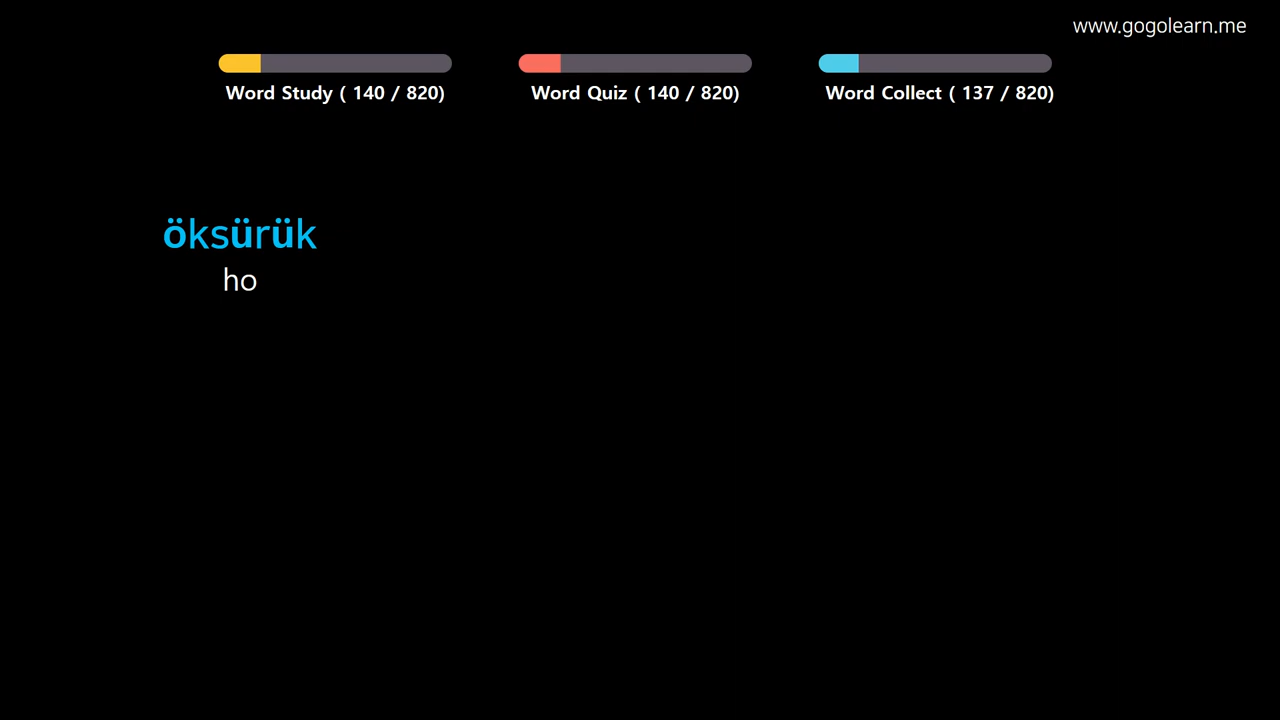 www.gogolearn.me
Word Study ( 140 / 820)
Word Quiz ( 140 / 820)
Word Collect ( 137 / 820)
öksürük
ho